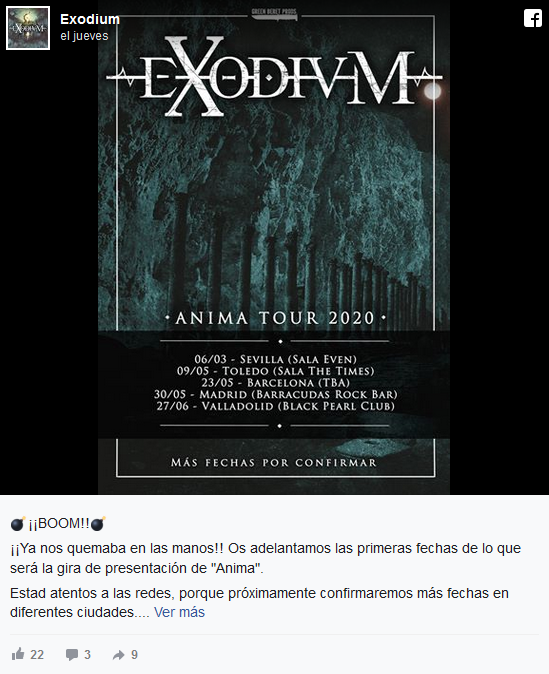 Exodium
el jueves
GREEN BERET PRODS.
EXODIVM
· ANIMA TOUR 2020 ·
06/03 - SEVILLA (SALA EVEN)
09/05 - TOLEDO (SALA THE TIMES)
23/05 - BARCELONA (TBA)
30/05 - MADRID (BARRACUDAS ROCK BAR)
27/06 - VALLADOLID (BLACK PEARL CLUB)
MÁS FECHAS POR CONFIRMAR
💣 ¡¡BOOM!!💣
¡¡Ya nos quemaba en las manos!! Os adelantamos las primeras fechas de lo que
será la gira de presentación de "Anima".
Estad atentos a las redes, porque próximamente confirmaremos más fechas en
diferentes ciudades.... Ver más
22 3 9